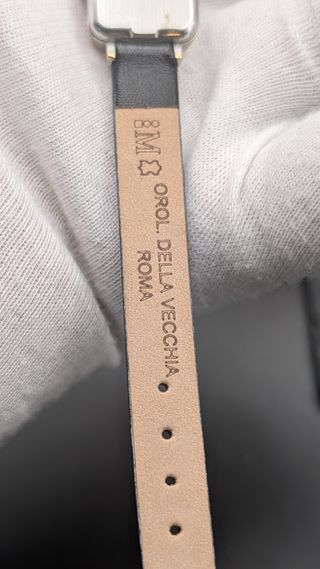 8M
OROL. DELLA VECCHIA
ROMA